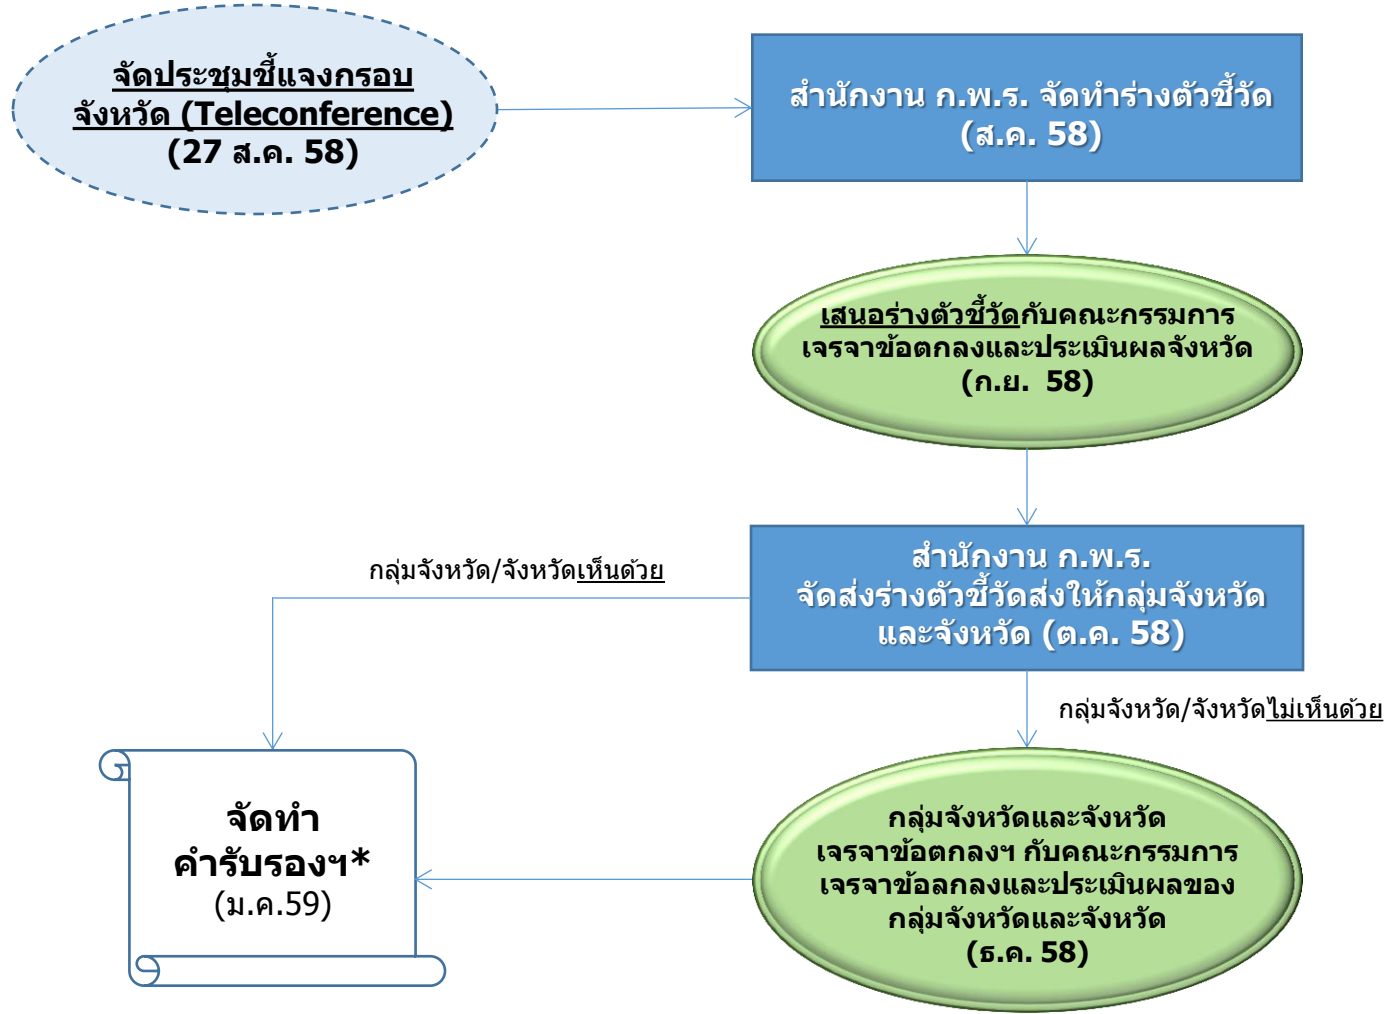 จัดประชุมชี้แจงกรอบ
จังหวัด (Teleconference)
(27 ส.ค. 58)
สำนักงาน ก.พ.ร. จัดทำร่างตัวชี้วัด
(ส.ค. 58)
เสนอร่างตัวชี้วัดกับคณะกรรมการ
เจรจาข้อตกลงและประเมินผลจังหวัด
(ก.ย. 58)
สำนักงาน ก.พ.ร.
จัดส่งร่างตัวชี้วัดส่งให้กลุ่มจังหวัด
และจังหวัด (ต.ค. 58)
กลุ่มจังหวัด/จังหวัดเห็นด้วย
กลุ่มจังหวัด/จังหวัดไม่เห็นด้วย
กลุ่มจังหวัดและจังหวัด
เจรจาข้อตกลงฯ กับคณะกรรมการ
เจรจาข้อลกลงและประเมินผลของ
กลุ่มจังหวัดและจังหวัด
(ธ.ค. 58)
จัดทำ
คำรับรองฯ*
(ม.ค.59)